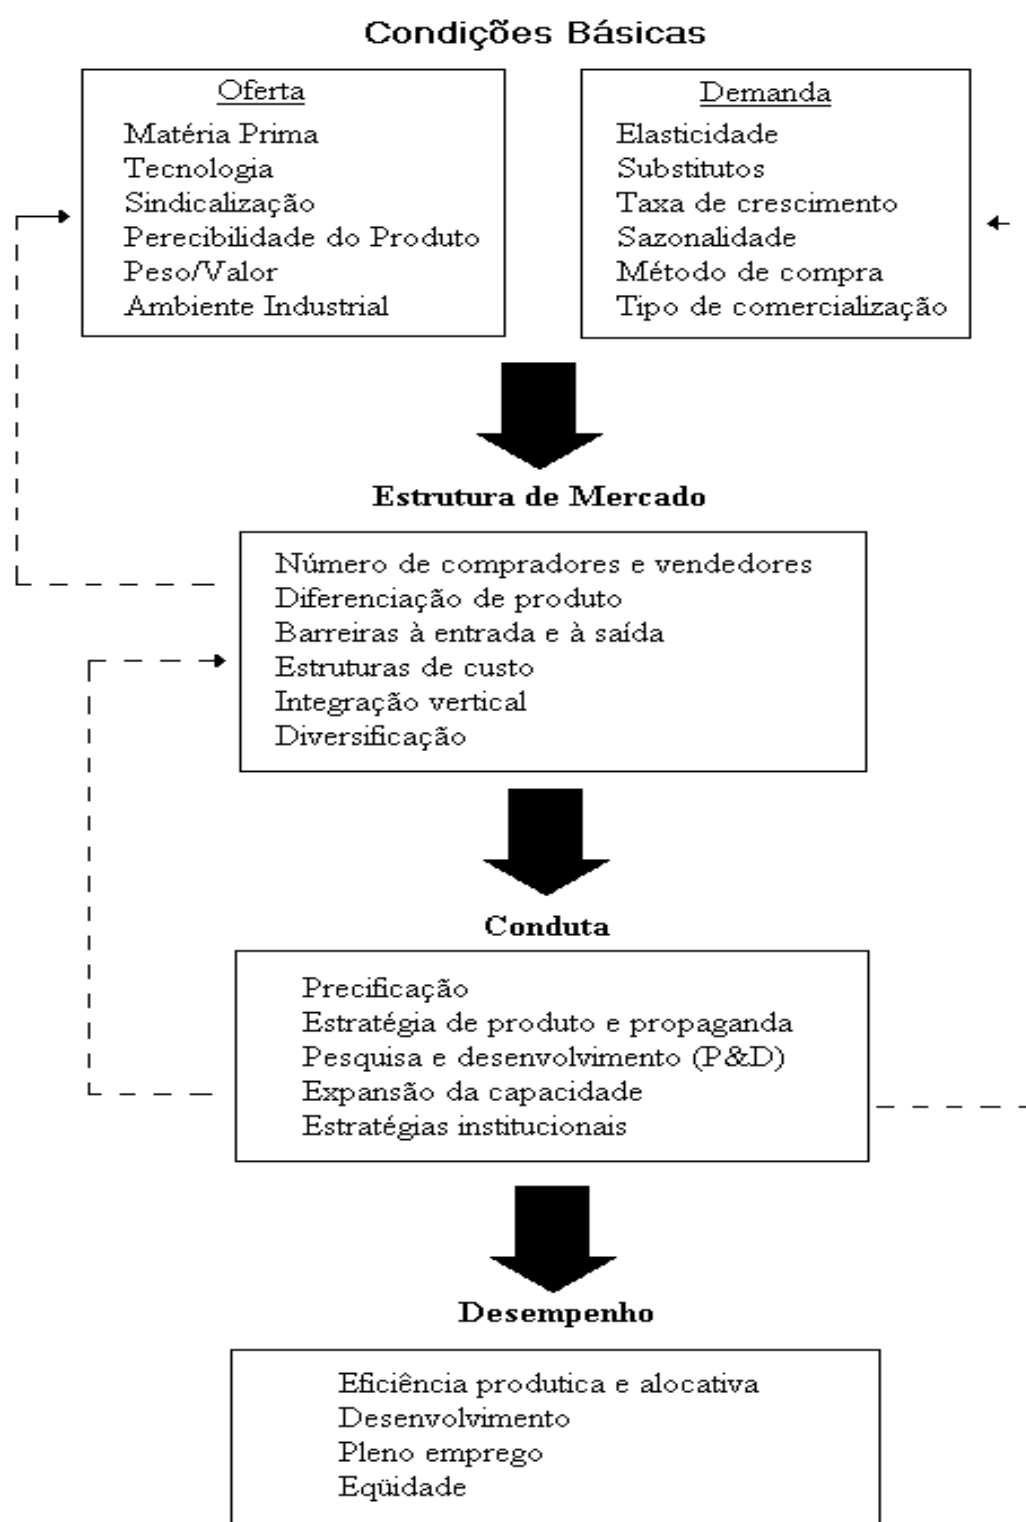 Condições Básicas
Oferta
Matéria Prima
Tecnologia
Sindicalização
Perecibilidade do Produto
Peso/Valor
Ambiente Industrial
Demanda
Elasticidade
Substitutos
Taxa de crescimento
Sazonalidade
Método de compra
Tipo de comercialização
Estrutura de Mercado
Número de compradores e vendedores
Diferenciação de produto
Barreiras à entrada e à saída
Estruturas de custo
Integração vertical
Diversificação
Conduta
Precificação
Estratégia de produto e propaganda
Pesquisa e desenvolvimento (P&D)
Expansão da capacidade
Estratégias institucionais
Desempenho
Eficiência produtica e alocativa
Desenvolvimento
Pleno emprego
Eqüidade